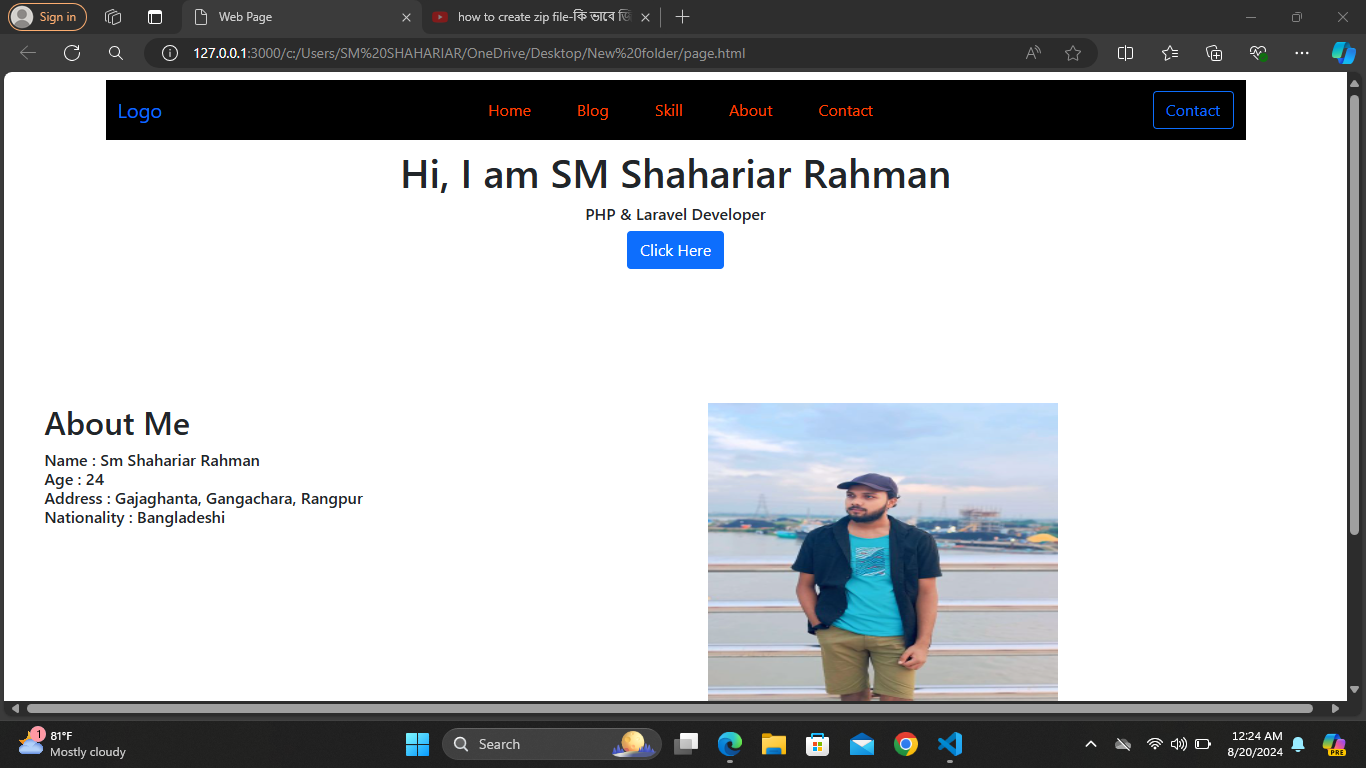 Sign in
Web Page
how to create zip file-কি ভাবে জি
127.0.0.1:3000/c:/Users/SM%20SHAHARIAR/OneDrive/Desktop/New%20folder/page.html
Logo Home Blog Skill About Contact Contact
Hi, I am SM Shahariar Rahman
PHP & Laravel Developer
Click Here
About Me
Name : Sm Shahariar Rahman
Age : 24
Address : Gajaghanta, Gangachara, Rangpur
Nationality : Bangladeshi
1
81°F
Mostly cloudy
Search
12:24 AM
8/20/2024
PRE